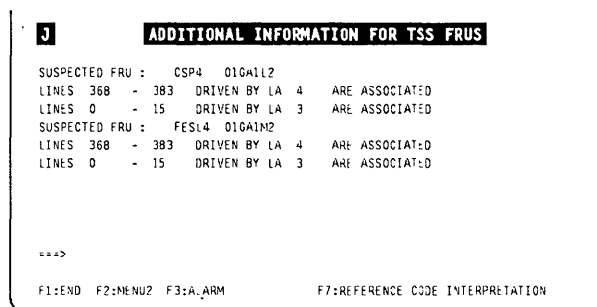 J ADDITIONAL INFORMATION FOR TSS FRUS
SUSPECTED FRU : CSP4 01GA1L2
LINES 368 - 383 DRIVEN BY LA 4 ARE ASSOCIATED
LINES 0 - 15 DRIVEN BY LA 3 ARE ASSOCIATED
SUSPECTED FRU : FESL4 01GA1M2
LINES 368 - 383 DRIVEN BY LA 4 ARE ASSOCIATED
LINES 0 - 15 DRIVEN BY LA 3 ARE ASSOCIATED
===>
F1:END F2:MENU2 F3:ALARM F7:REFERENCE CODE INTERPRETATION